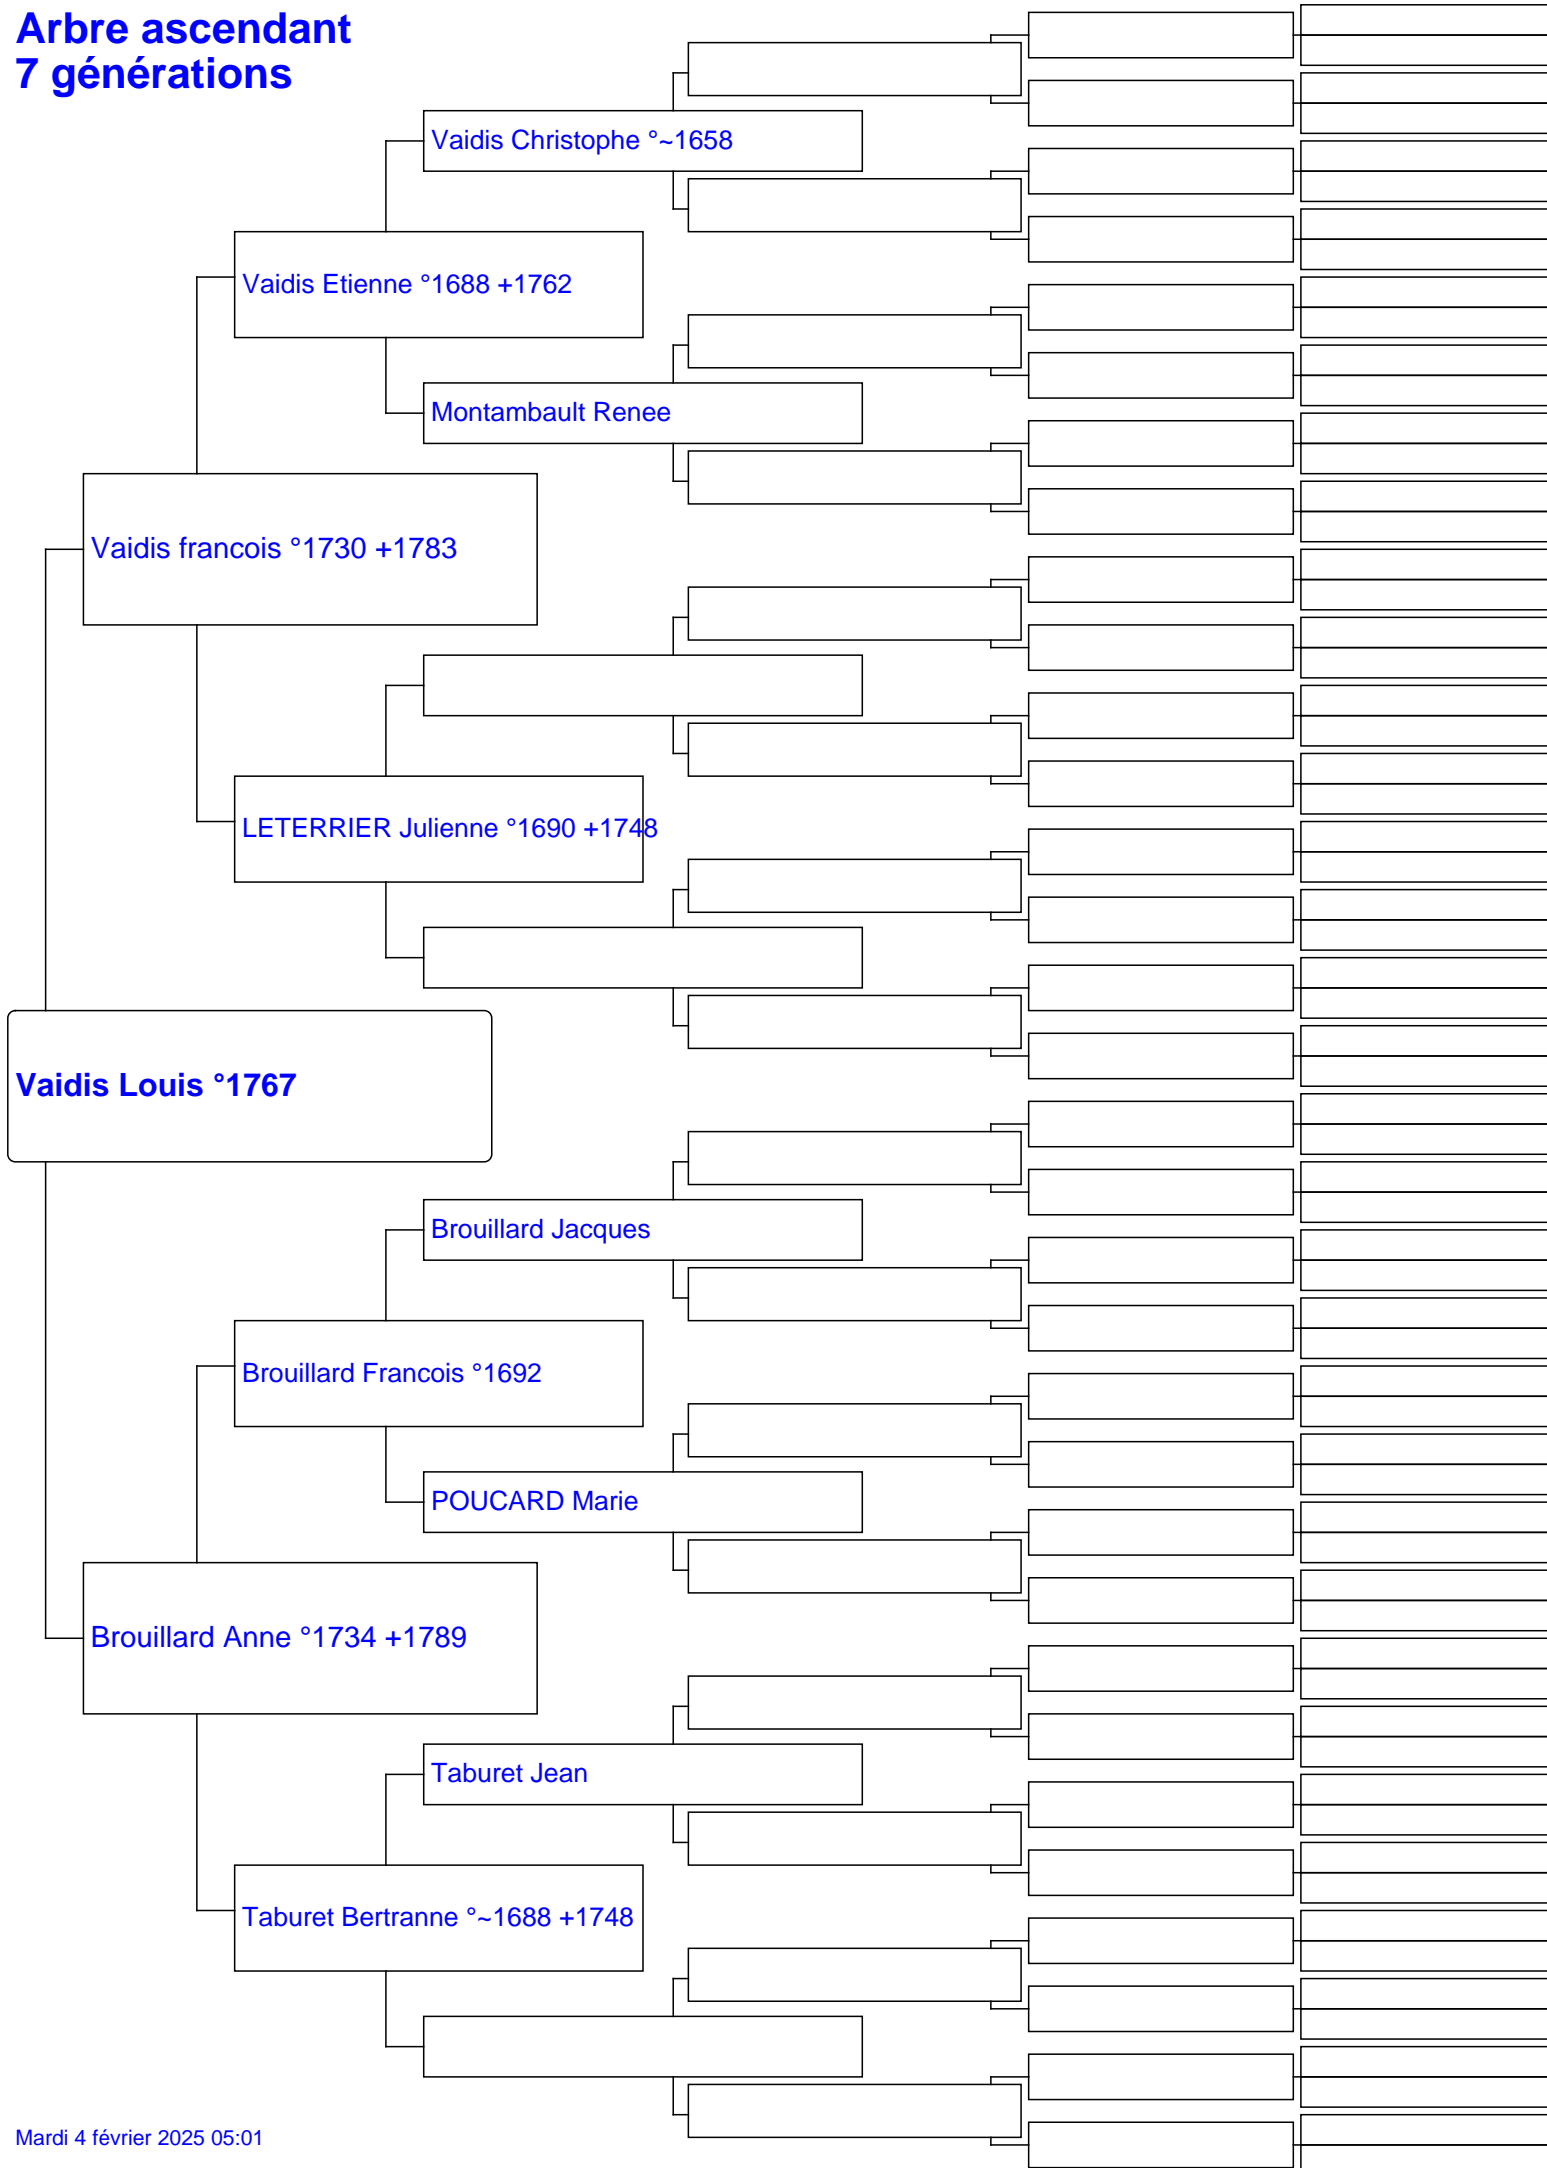 Arbre ascendant
7 générations
Vaidis Christophe °~1658
Vaidis Etienne °1688 +1762
Montambault Renee
Vaidis francois °1730 +1783
LETERRIER Julienne °1690 +1748
Vaidis Louis °1767
Brouillard Jacques
Brouillard Francois °1692
POUCARD Marie
Brouillard Anne °1734 +1789
Taburet Jean
Taburet Bertranne °~1688 +1748
Mardi 4 février 2025 05:01